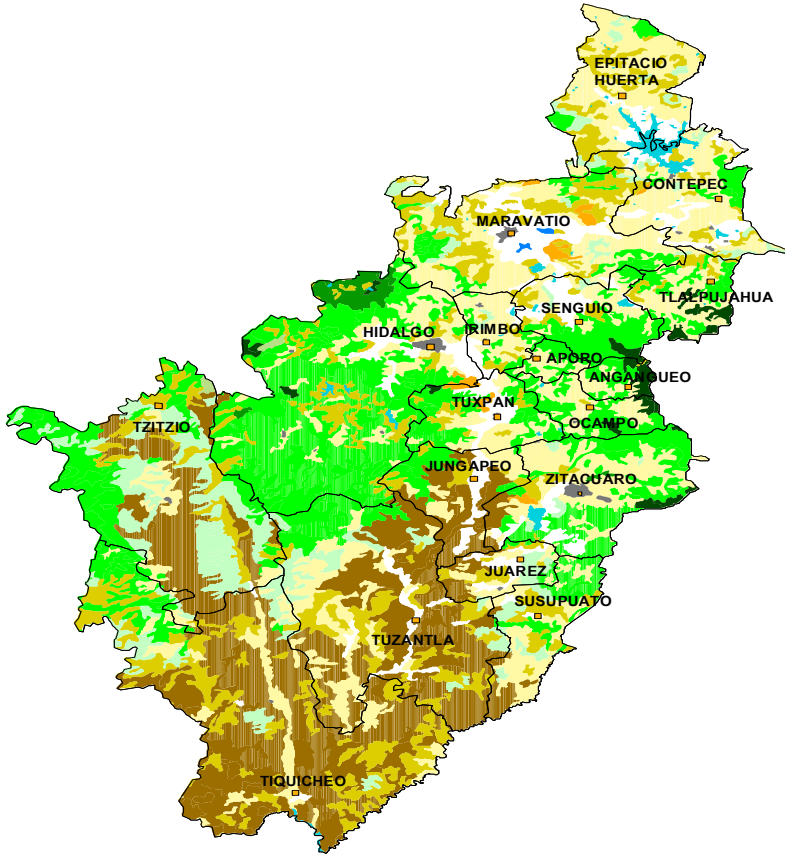 EPITACIO
HUERTA
CONTEPEC
MARAVATIO
TLALPUJAHUA
SENGUIO
HIDALGO
IRIMBO
APORO
ANGANGUEO
TUXPAN
OCAMPO
TZITZIO
JUNGAPEO
ZITACUARO
JUAREZ
SUSUPUATO
TUZANTLA
TIQUICHEO